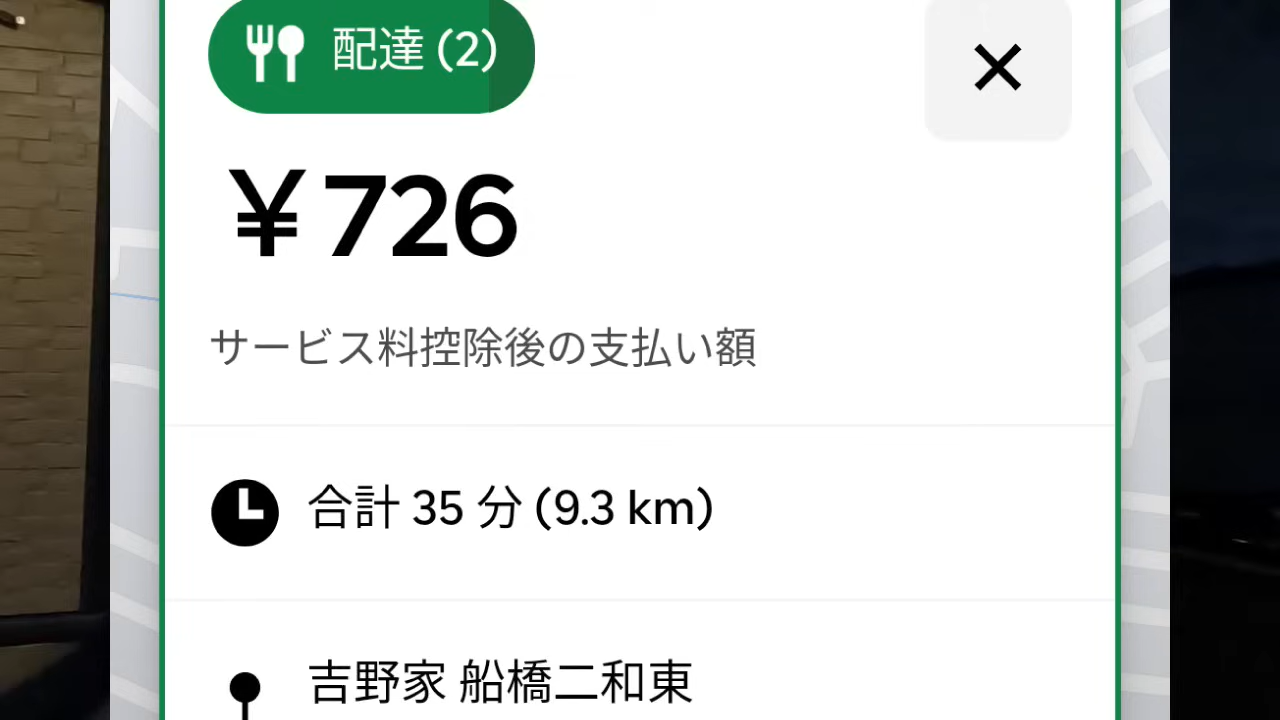 配達 (2)
¥726
サービス料控除後の支払い額
合計 35 分 (9.3 km)
吉野家 船橋二和東